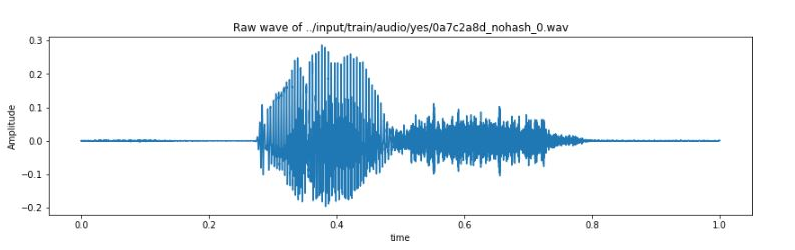 Raw wave of ../input/train/audio/yes/0a7c2a8d_nohash_0.wav
0.3
0.2
0.1
0.0
−0.1
−0.2
Amplitude
0.0 0.2 0.4 0.6 0.8 1.0
time